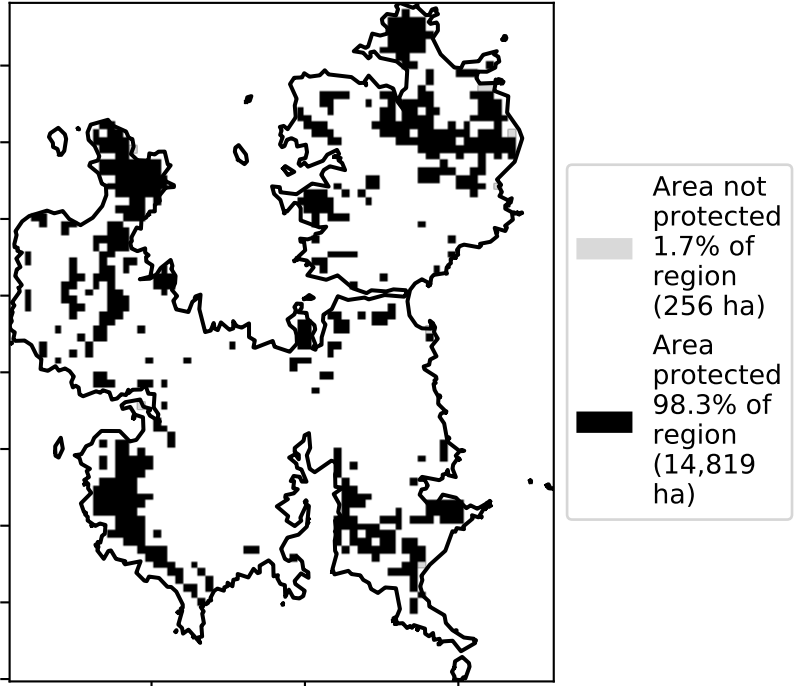 Area not
protected
1.7% of
region
(256 ha)
Area
protected
98.3% of
region
(14,819
ha)